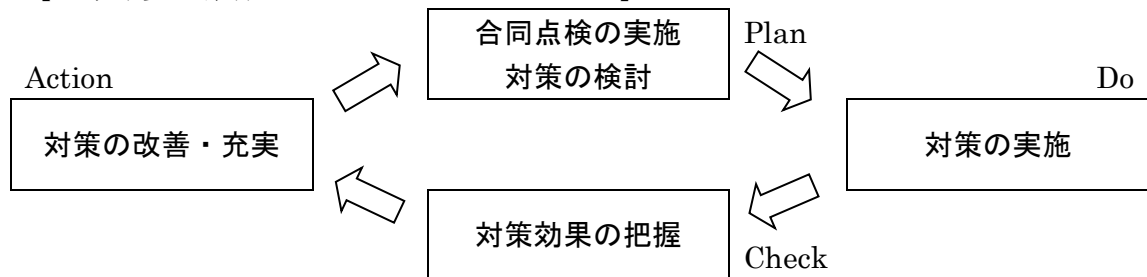 合同点検の実施
対策の検討
Plan
Action
Do
対策の改善・充実
対策の実施
対策効果の把握
Check